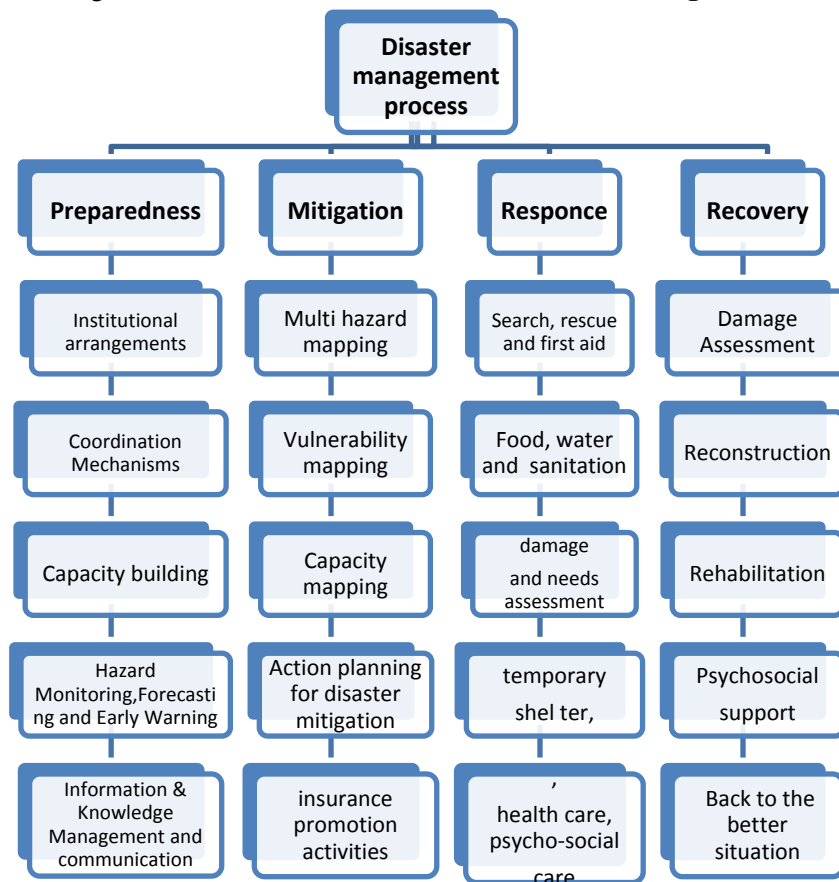 Disaster
management
process
Preparedness
Mitigation
Responce
Recovery
Institutional
arrangements
Multi hazard
mapping
Search, rescue
and first aid
Damage
Assessment
Coordination
Mechanisms
Vulnerability
mapping
Food, water
and sanitation
Reconstruction
Capacity building
Capacity
mapping
damage
and needs
assessment
Rehabilitation
Hazard
Monitoring,Forecasti
ng and Early Warning
Action planning
for disaster
mitigation
temporary
shel ter,
Psychosocial
support
Information &
Knowledge
Management and
communication
insurance
promotion
activities
,
health care,
psycho-social
care
Back to the
better
situation